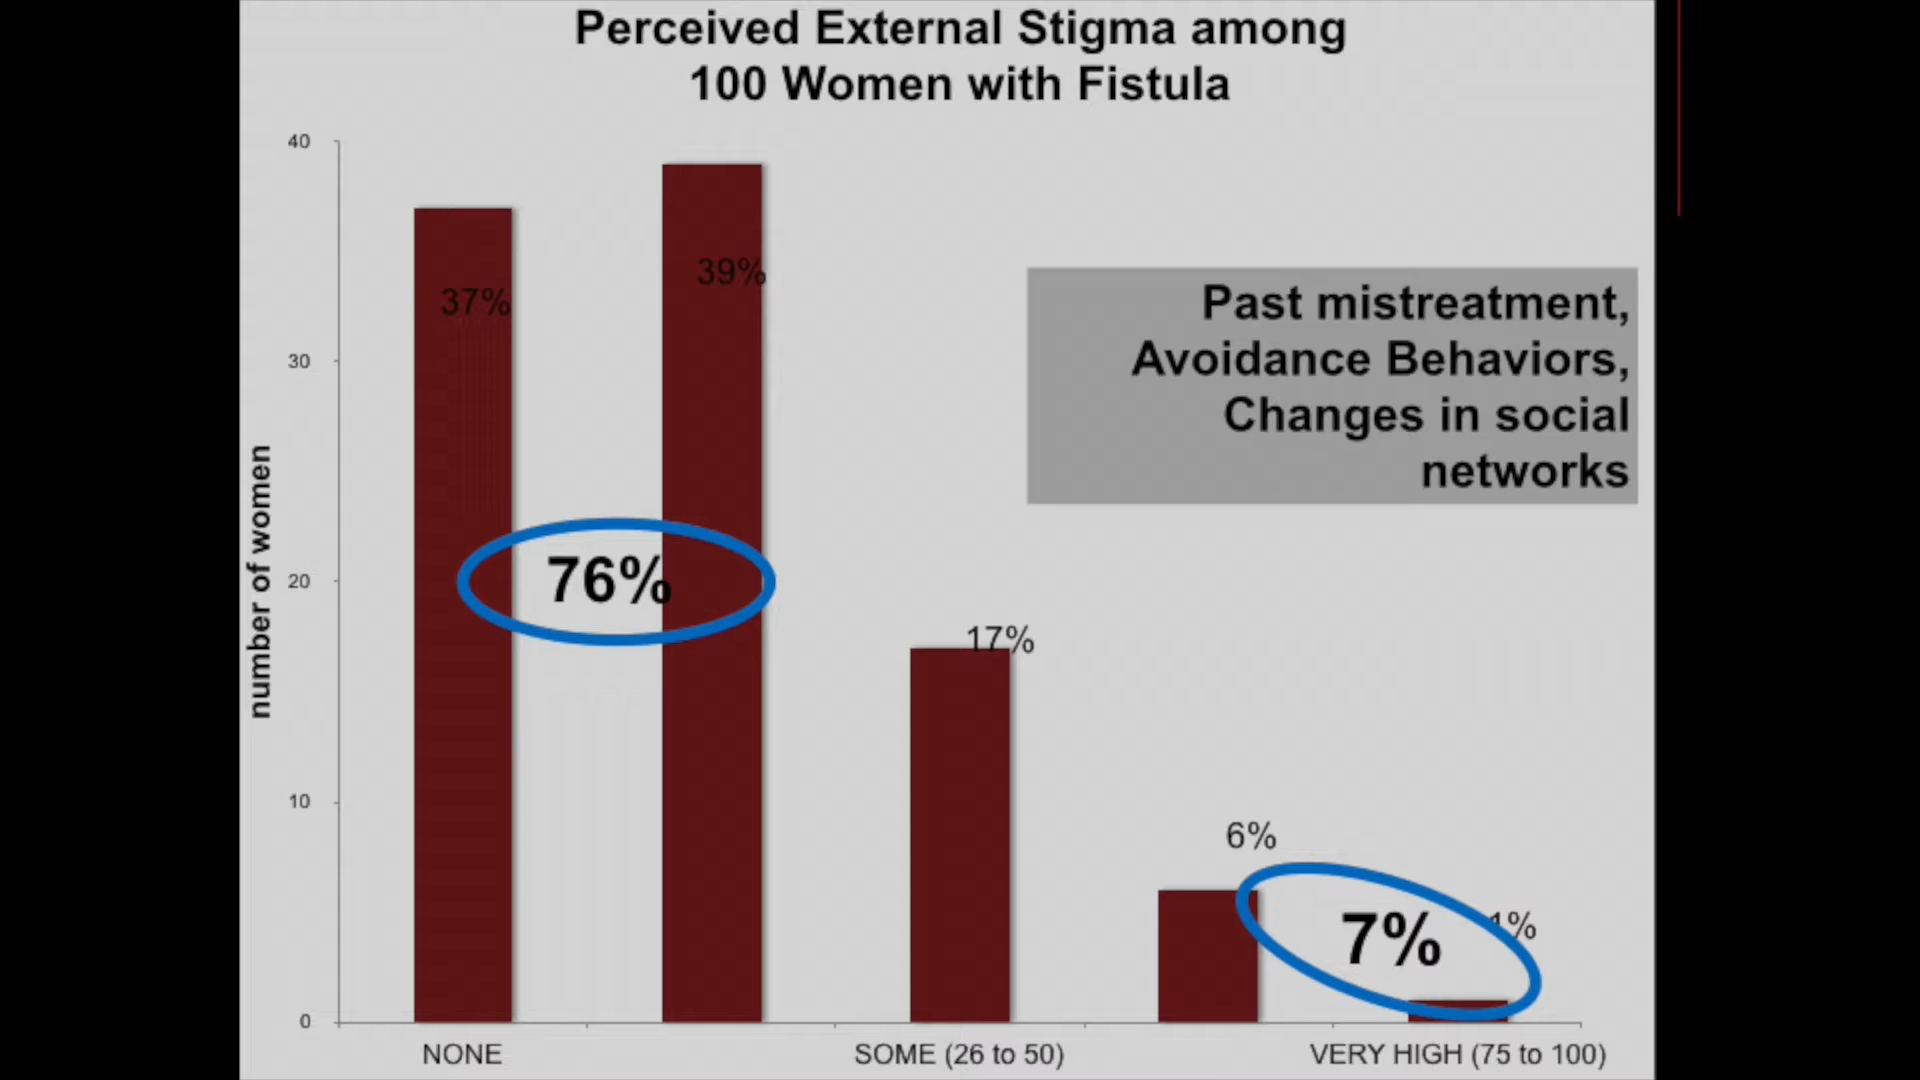 Perceived External Stigma among
100 Women with Fistula
40
30
20
10
0
number of women
37%
39%
17%
6%
1%
76%
7%
Past mistreatment,
Avoidance Behaviors,
Changes in social
networks
NONE
SOME (26 to 50)
VERY HIGH (75 to 100)